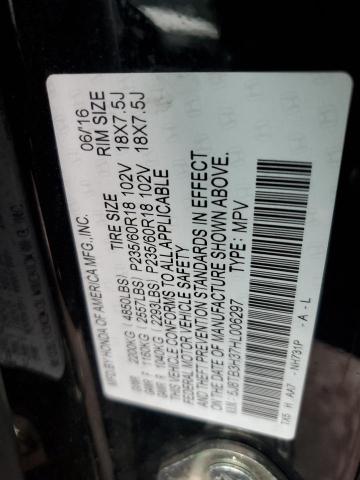 MFD. BY HONDA OF AMERICA MFG., INC. 06/'16
TIRE SIZE RIM SIZE
GVWR 2200KG (4850LBS)
GAWR F 1160KG (2557LBS) P235/60R18 102V 18X7.5J
GAWR R 1040KG (2293LBS) P235/60R18 102V 18X7.5J
THIS VEHICLE CONFORMS TO ALL APPLICABLE
FEDERAL MOTOR VEHICLE SAFETY
AND THEFT PREVENTION STANDARDS IN EFFECT
ON THE DATE OF MANUFACTURE SHOWN ABOVE.
V.I.N.: 5J8TB3H37HL006297 TYPE: MPV
TX5 H AA7 - NH731P - A - L